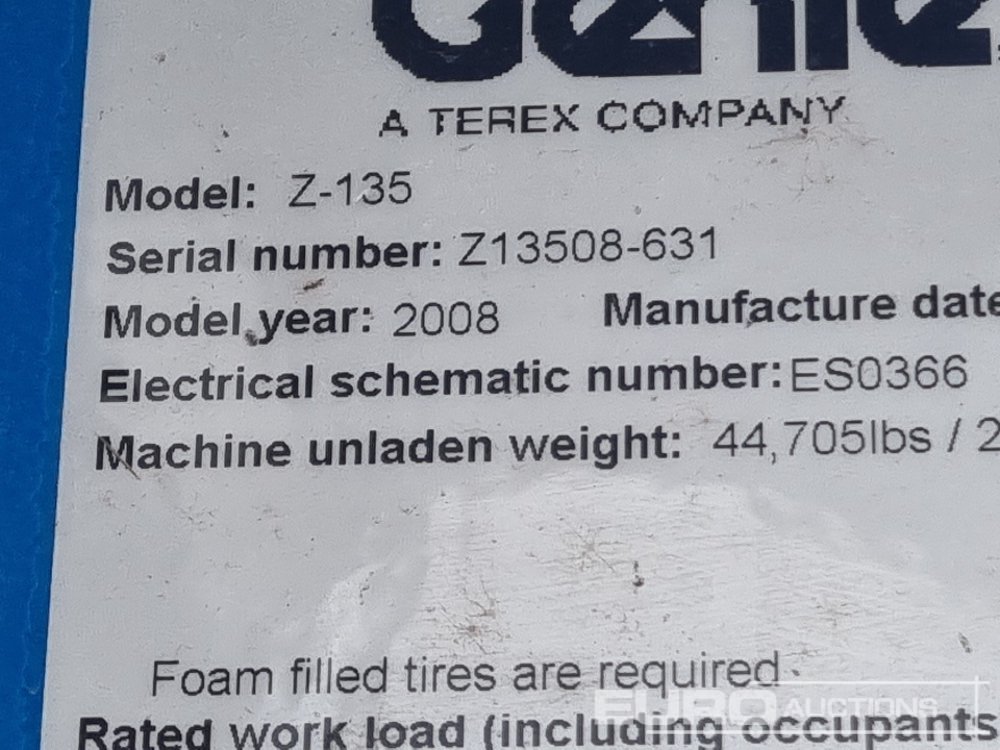 Genie
A TEREX COMPANY
Model: Z-135
Serial number: Z13508-631
Model year: 2008 Manufacture date
Electrical schematic number: ES0366
Machine unladen weight: 44,705lbs / 2
Foam filled tires are required.
Rated work load (including occupants
EURO AUCTIONS